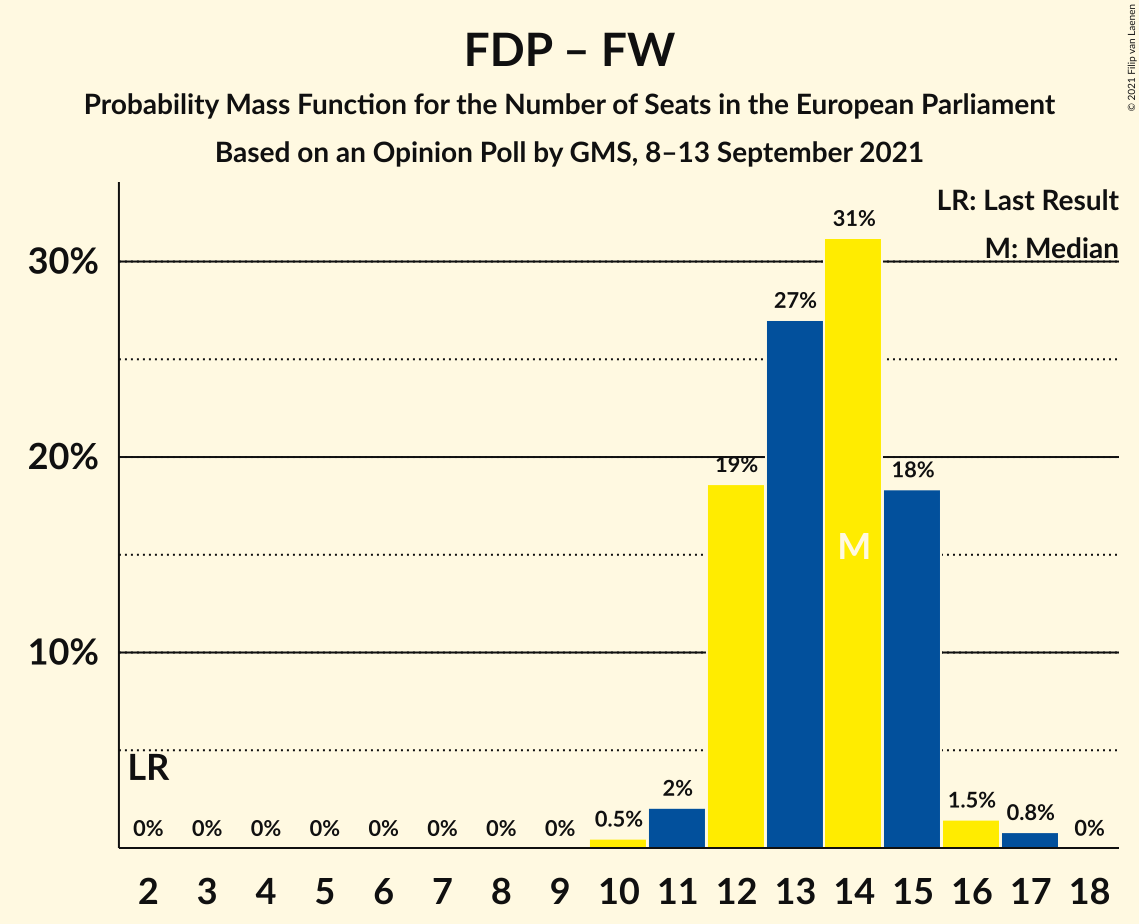 FDP – FW
Probability Mass Function for the Number of Seats in the European Parliament
Based on an Opinion Poll by GMS, 8–13 September 2021
© 2021 Filip van Laenen
LR: Last Result
M: Median
30%
20%
10%
31%
27%
19%
18%
M
LR
0% 0% 0% 0% 0% 0% 0% 0% 0.5% 2% 1.5% 0.8% 0%
2 3 4 5 6 7 8 9 10 11 12 13 14 15 16 17 18